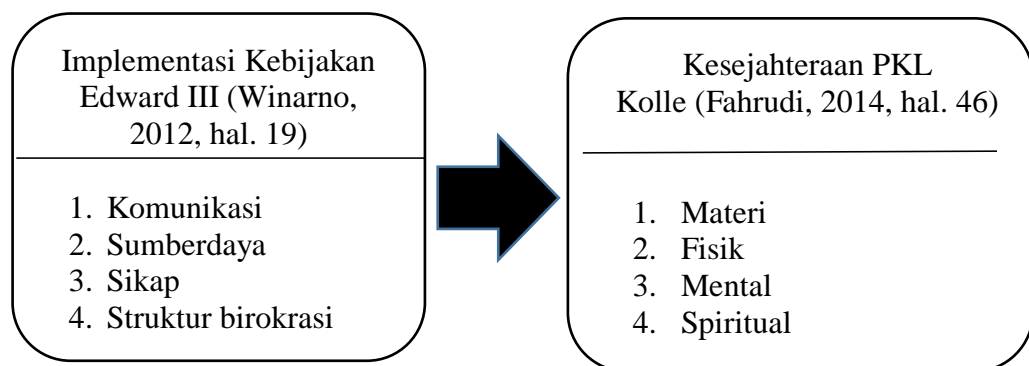 Implementasi Kebijakan
Edward III (Winarno,
2012, hal. 19)
1. Komunikasi
2. Sumberdaya
3. Sikap
4. Struktur birokrasi
Kesejahteraan PKL
Kolle (Fahrudi, 2014, hal. 46)
1. Materi
2. Fisik
3. Mental
4. Spiritual